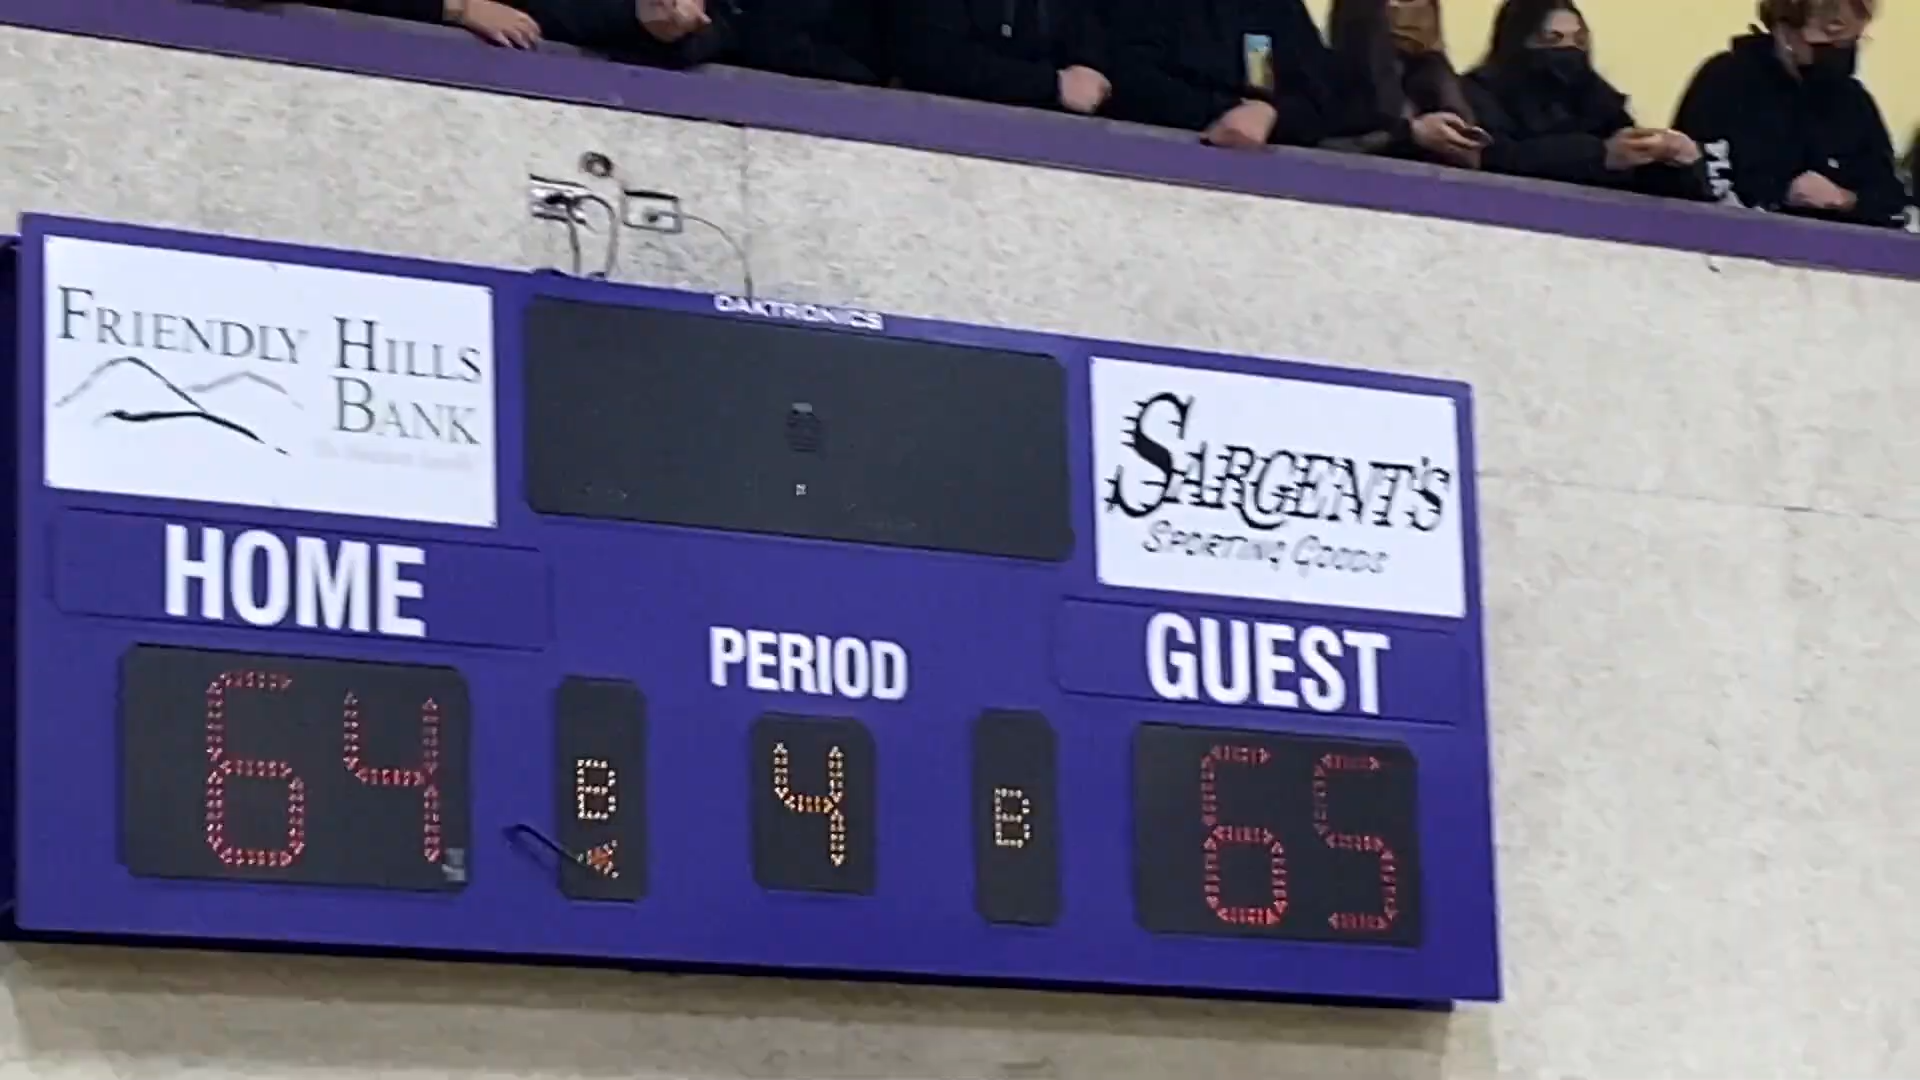 DAKTRONICS
FRIENDLY HILLS
BANK
SARGENT'S
SPORTING GOODS
HOME
PERIOD
GUEST
64
B
4
B
65